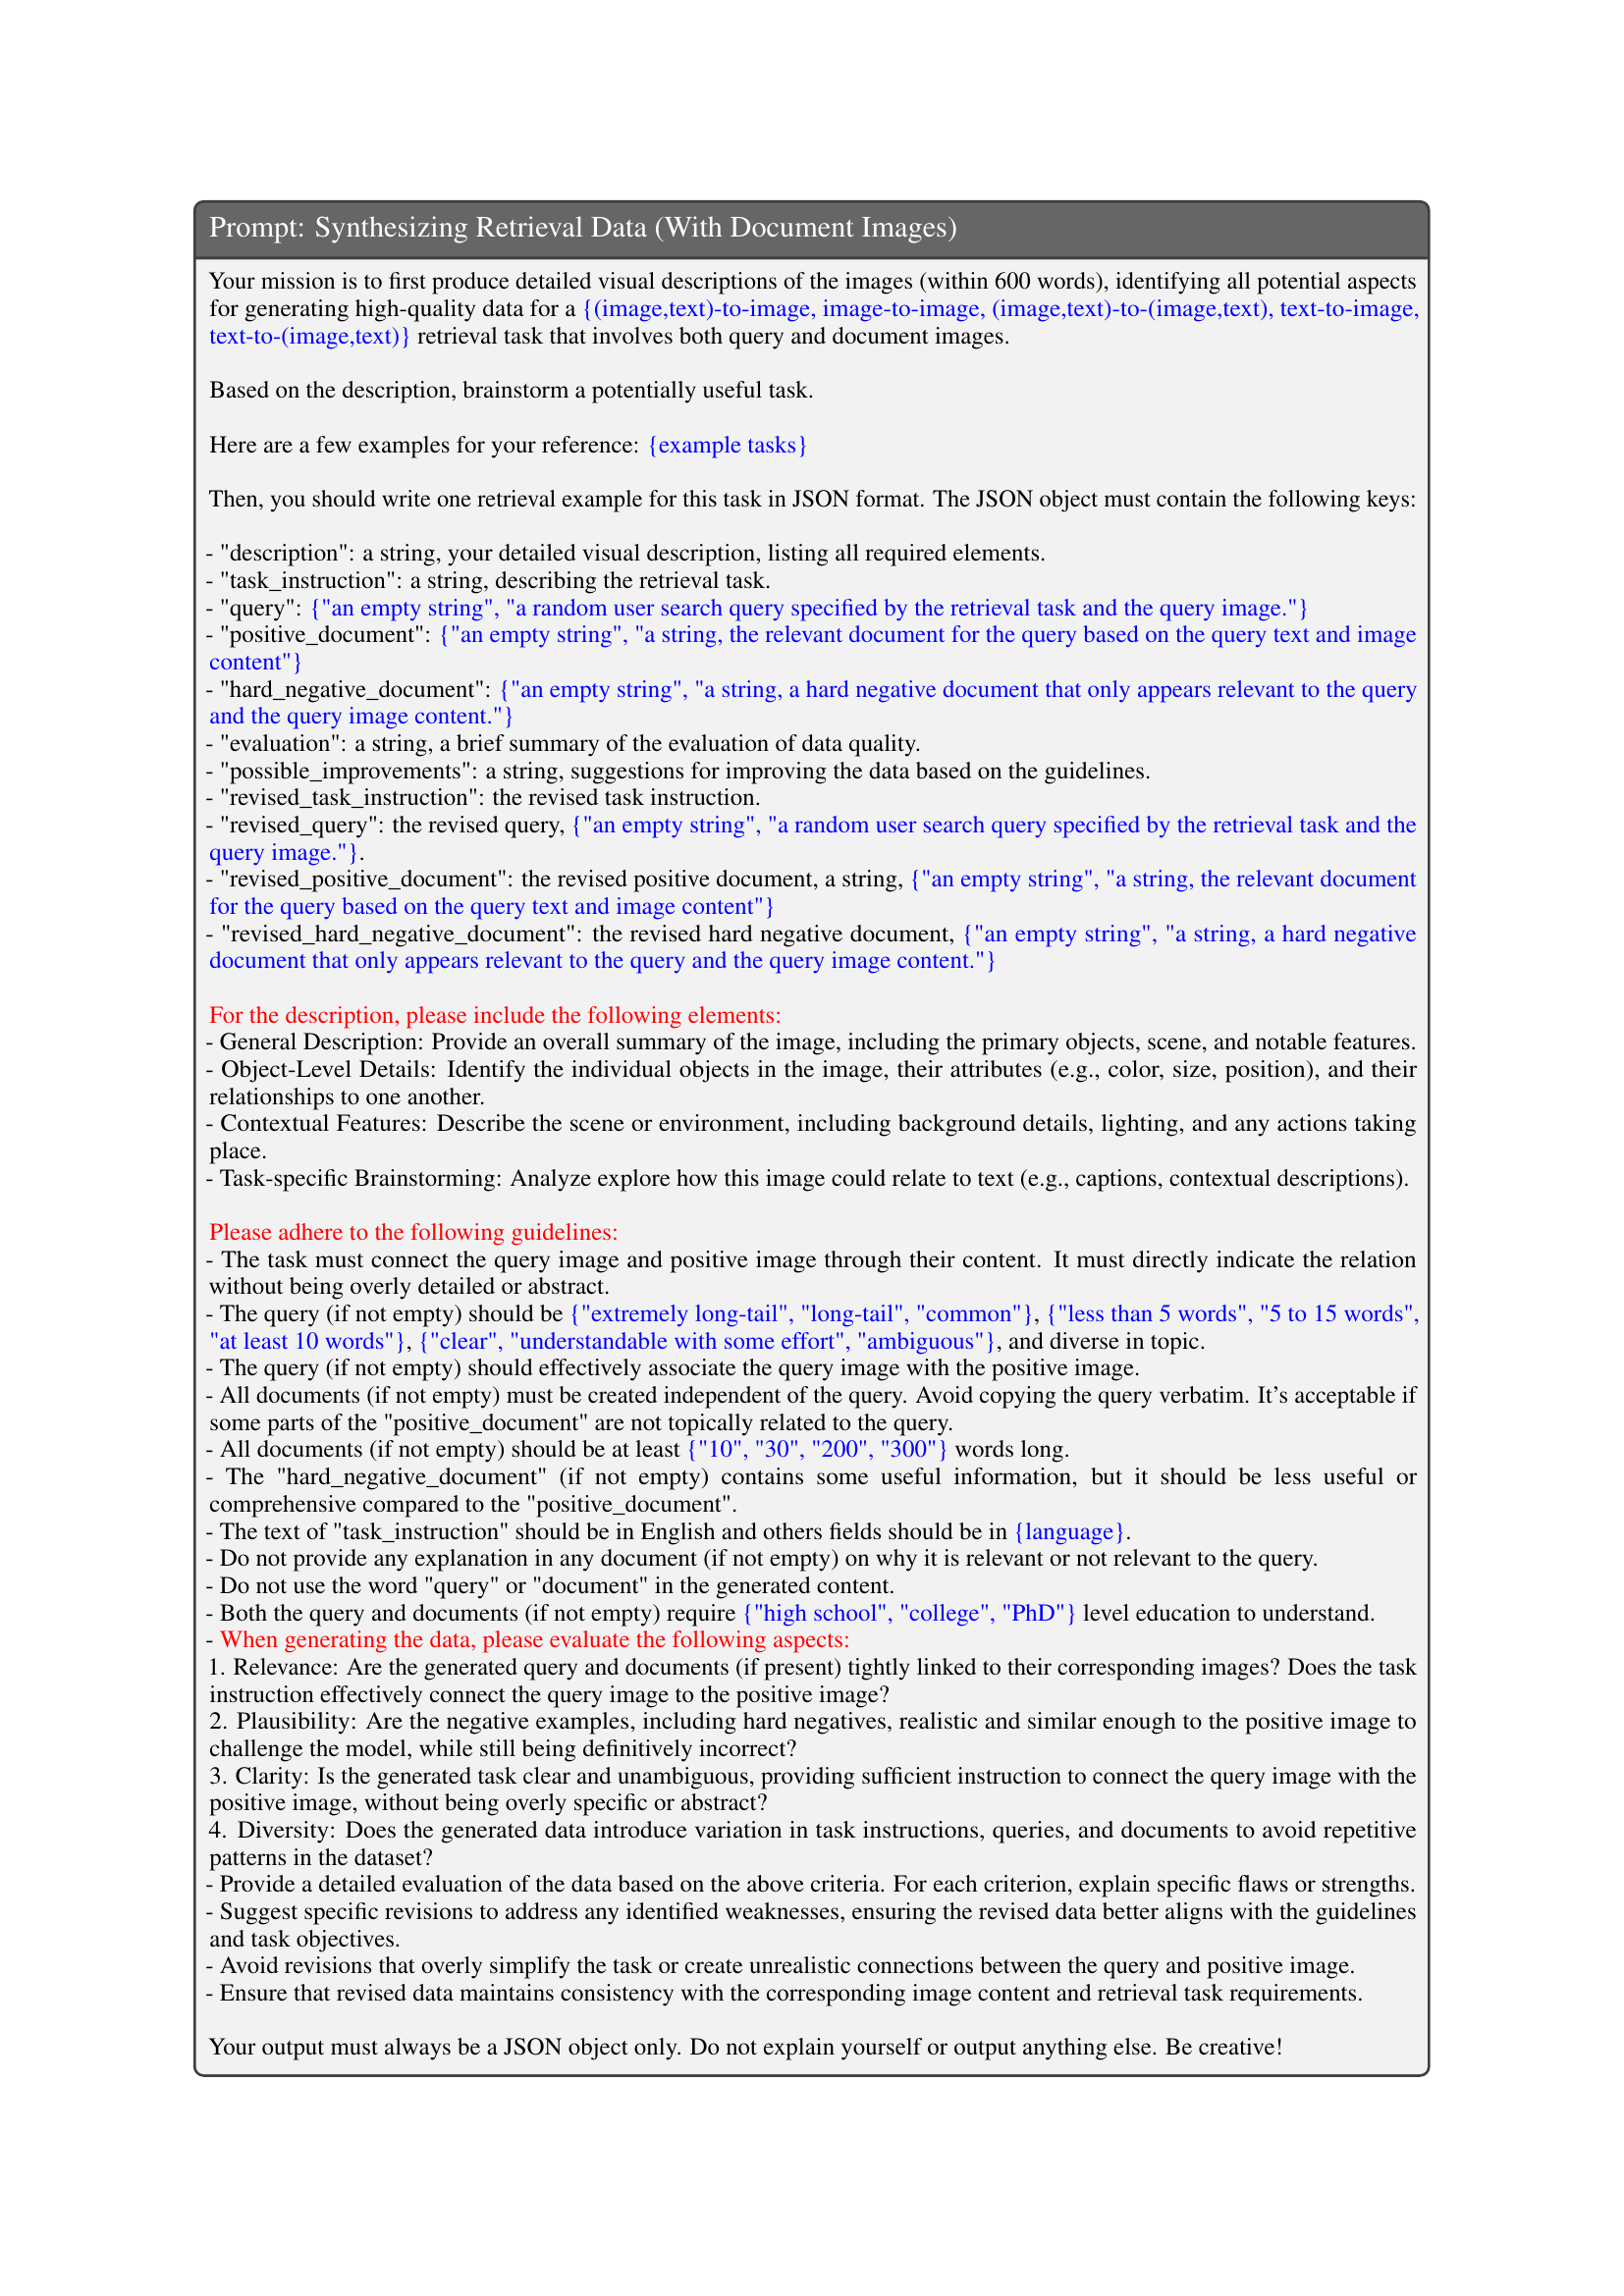 Prompt: Synthesizing Retrieval Data (With Document Images)
Your mission is to first produce detailed visual descriptions of the images (within 600 words), identifying all potential aspects
for generating high-quality data for a {(image,text)-to-image, image-to-image, (image,text)-to-(image,text), text-to-image,
text-to-(image,text)} retrieval task that involves both query and document images.
Based on the description, brainstorm a potentially useful task.
Here are a few examples for your reference: {example tasks}
Then, you should write one retrieval example for this task in JSON format. The JSON object must contain the following keys:
- "description": a string, your detailed visual description, listing all required elements.
- "task_instruction": a string, describing the retrieval task.
- "query": {"an empty string", "a random user search query specified by the retrieval task and the query image."}
- "positive_document": {"an empty string", "a string, the relevant document for the query based on the query text and image
content"}
- "hard_negative_document": {"an empty string", "a string, a hard negative document that only appears relevant to the query
and the query image content."}
- "evaluation": a string, a brief summary of the evaluation of data quality.
- "possible_improvements": a string, suggestions for improving the data based on the guidelines.
- "revised_task_instruction": the revised task instruction.
- "revised_query": the revised query, {"an empty string", "a random user search query specified by the retrieval task and the
query image."}.
- "revised_positive_document": the revised positive document, a string, {"an empty string", "a string, the relevant document
for the query based on the query text and image content"}
- "revised_hard_negative_document": the revised hard negative document, {"an empty string", "a string, a hard negative
document that only appears relevant to the query and the query image content."}
For the description, please include the following elements:
- General Description: Provide an overall summary of the image, including the primary objects, scene, and notable features.
- Object-Level Details: Identify the individual objects in the image, their attributes (e.g., color, size, position), and their
relationships to one another.
- Contextual Features: Describe the scene or environment, including background details, lighting, and any actions taking
place.
- Task-specific Brainstorming: Analyze explore how this image could relate to text (e.g., captions, contextual descriptions).
Please adhere to the following guidelines:
- The task must connect the query image and positive image through their content. It must directly indicate the relation
without being overly detailed or abstract.
- The query (if not empty) should be {"extremely long-tail", "long-tail", "common"}, {"less than 5 words", "5 to 15 words",
"at least 10 words"}, {"clear", "understandable with some effort", "ambiguous"}, and diverse in topic.
- The query (if not empty) should effectively associate the query image with the positive image.
- All documents (if not empty) must be created independent of the query. Avoid copying the query verbatim. It's acceptable if
some parts of the "positive_document" are not topically related to the query.
- All documents (if not empty) should be at least {"10", "30", "200", "300"} words long.
- The "hard_negative_document" (if not empty) contains some useful information, but it should be less useful or
comprehensive compared to the "positive_document".
- The text of "task_instruction" should be in English and others fields should be in {language}.
- Do not provide any explanation in any document (if not empty) on why it is relevant or not relevant to the query.
- Do not use the word "query" or "document" in the generated content.
- Both the query and documents (if not empty) require {"high school", "college", "PhD"} level education to understand.
- When generating the data, please evaluate the following aspects:
1. Relevance: Are the generated query and documents (if present) tightly linked to their corresponding images? Does the task
instruction effectively connect the query image to the positive image?
2. Plausibility: Are the negative examples, including hard negatives, realistic and similar enough to the positive image to
challenge the model, while still being definitively incorrect?
3. Clarity: Is the generated task clear and unambiguous, providing sufficient instruction to connect the query image with the
positive image, without being overly specific or abstract?
4. Diversity: Does the generated data introduce variation in task instructions, queries, and documents to avoid repetitive
patterns in the dataset?
- Provide a detailed evaluation of the data based on the above criteria. For each criterion, explain specific flaws or strengths.
- Suggest specific revisions to address any identified weaknesses, ensuring the revised data better aligns with the guidelines
and task objectives.
- Avoid revisions that overly simplify the task or create unrealistic connections between the query and positive image.
- Ensure that revised data maintains consistency with the corresponding image content and retrieval task requirements.
Your output must always be a JSON object only. Do not explain yourself or output anything else. Be creative!